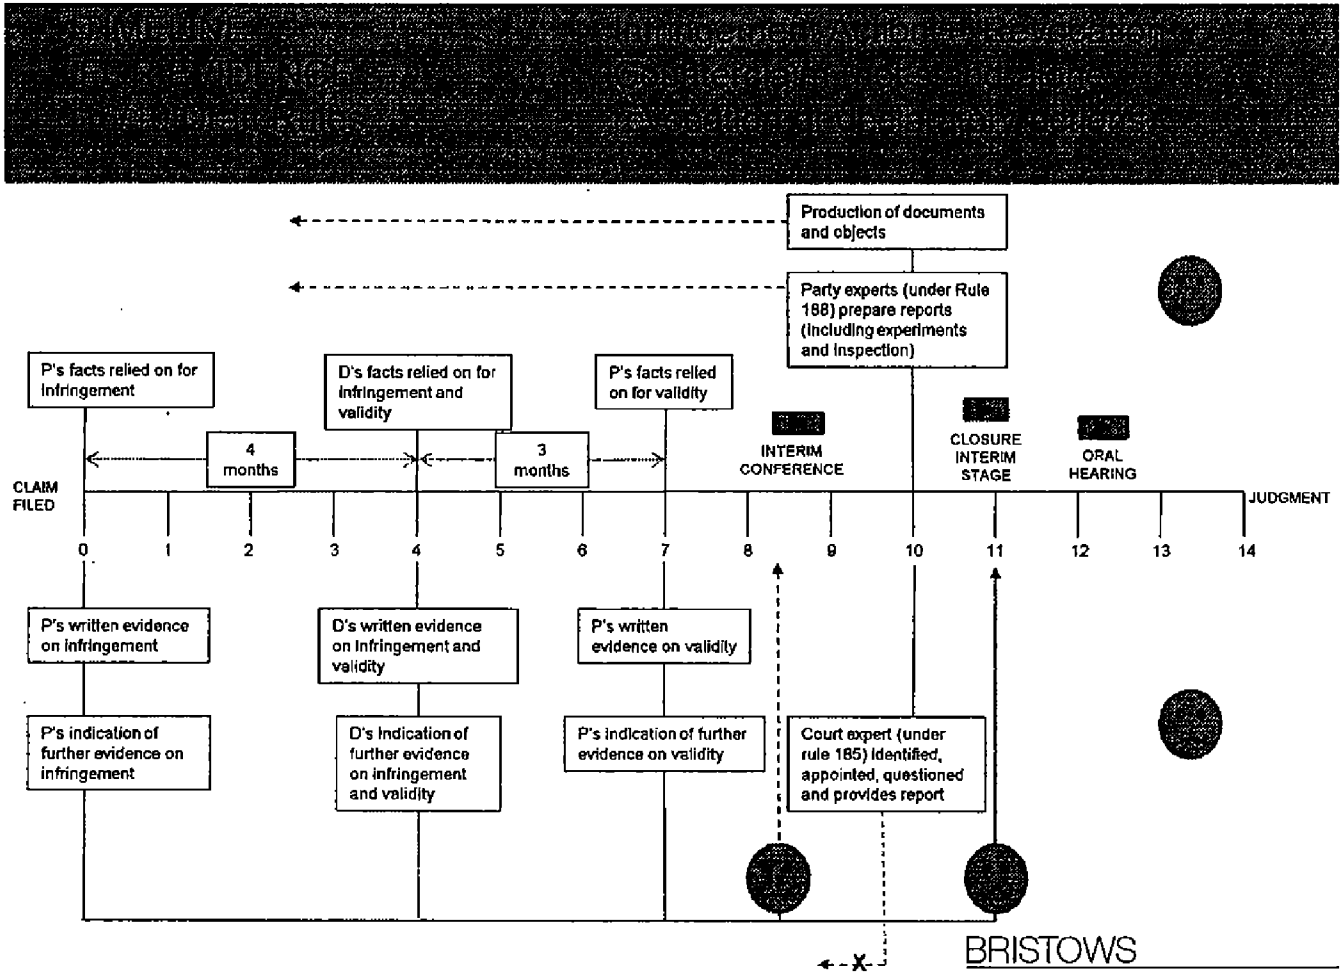 Production of documents
and objects
Party experts (under Rule
188) prepare reports
(including experiments
and inspection)
P's facts relied on for
infringement
D's facts relied on for
infringement and
validity
P's facts relied
on for validity
4
months
3
months
INTERIM
CONFERENCE
CLOSURE
INTERIM
STAGE
ORAL
HEARING
CLAIM
FILED
JUDGMENT
0 1 2 3 4 5 6 7 8 9 10 11 12 13 14
P's written evidence
on infringement
D's written evidence
on infringement and
validity
P's written
evidence on validity
P's indication of
further evidence on
infringement
D's indication of
further evidence
on infringement
and validity
P's indication of further
evidence on validity
Court expert (under
rule 185) identified,
appointed, questioned
and provides report
X
BRISTOWS